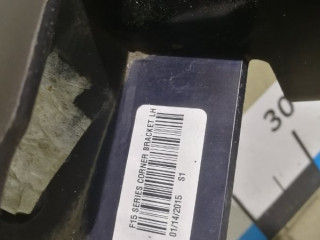 F15 SERIES CORNER BRACKET LH
01/14/2015 S1
30